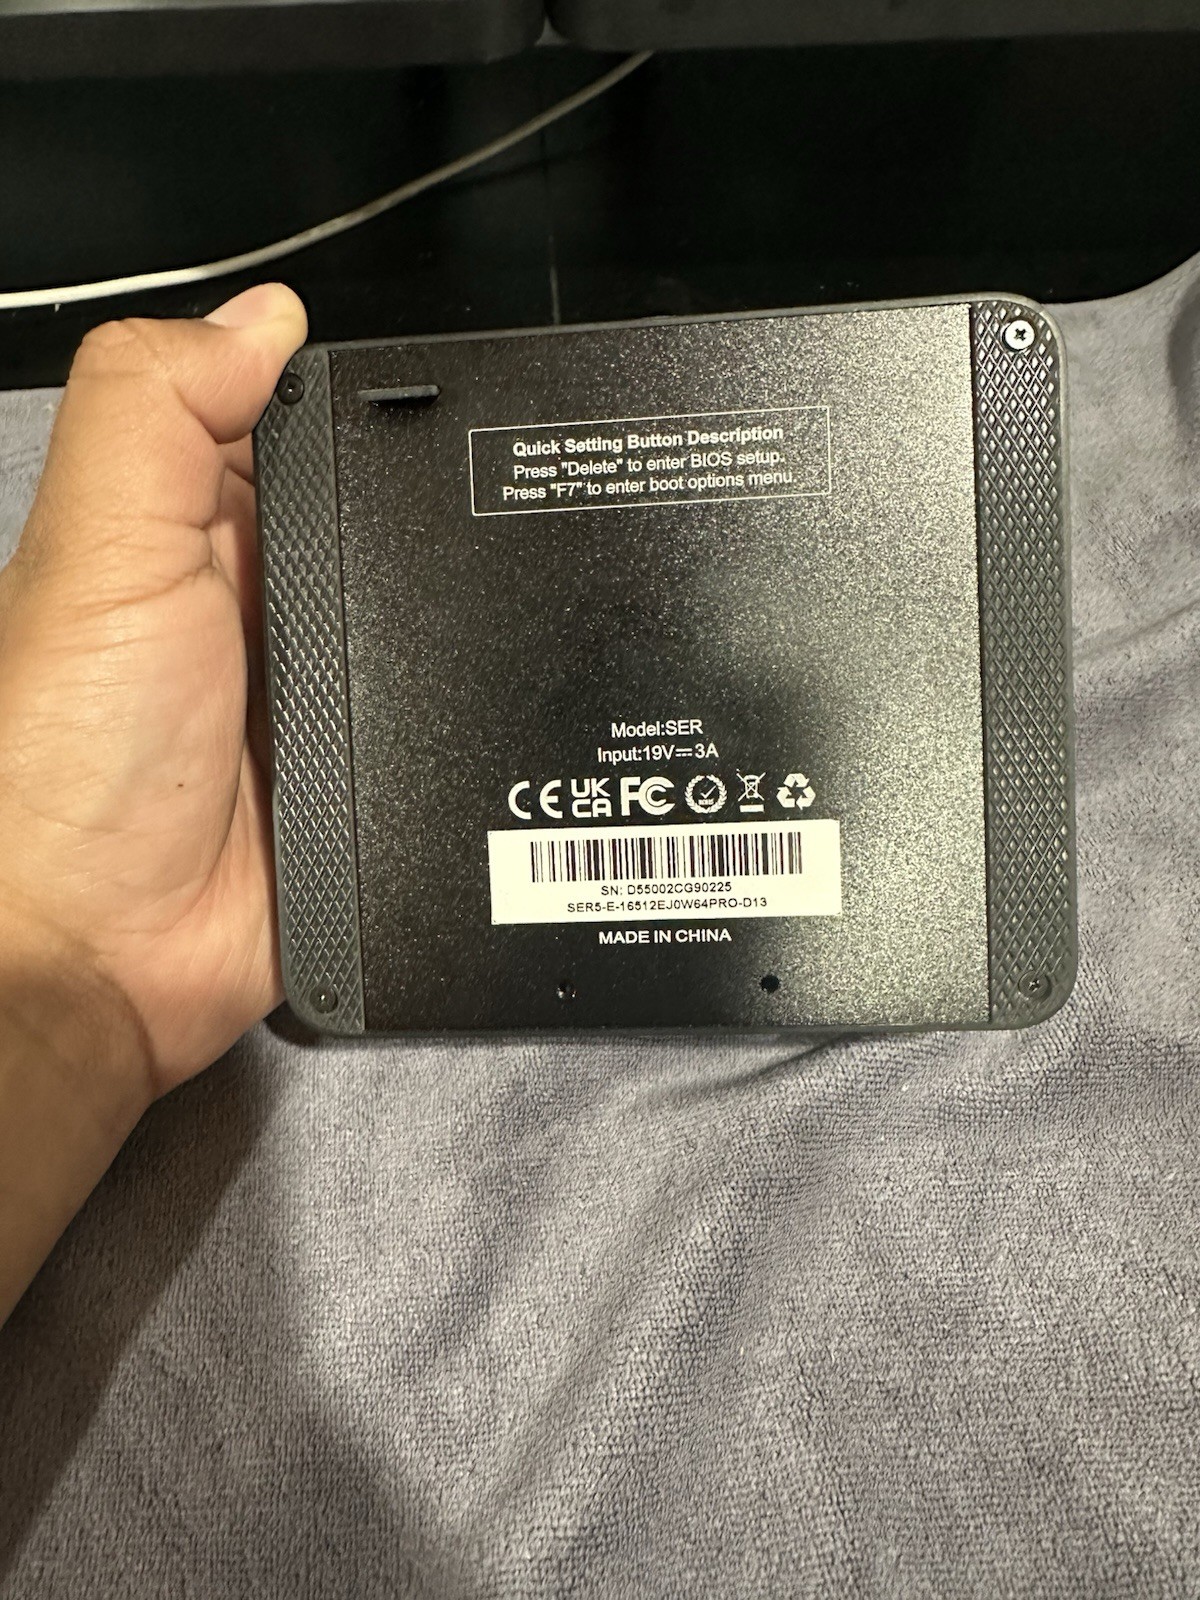 Quick Setting Button Description
Press "Delete" to enter BIOS setup.
Press "F7" to enter boot options menu.
Model:SER
Input:19V⎓3A
CE UK CA FC
SN: D55002CG90225
SER5-E-16512EJ0W64PRO-D13
MADE IN CHINA